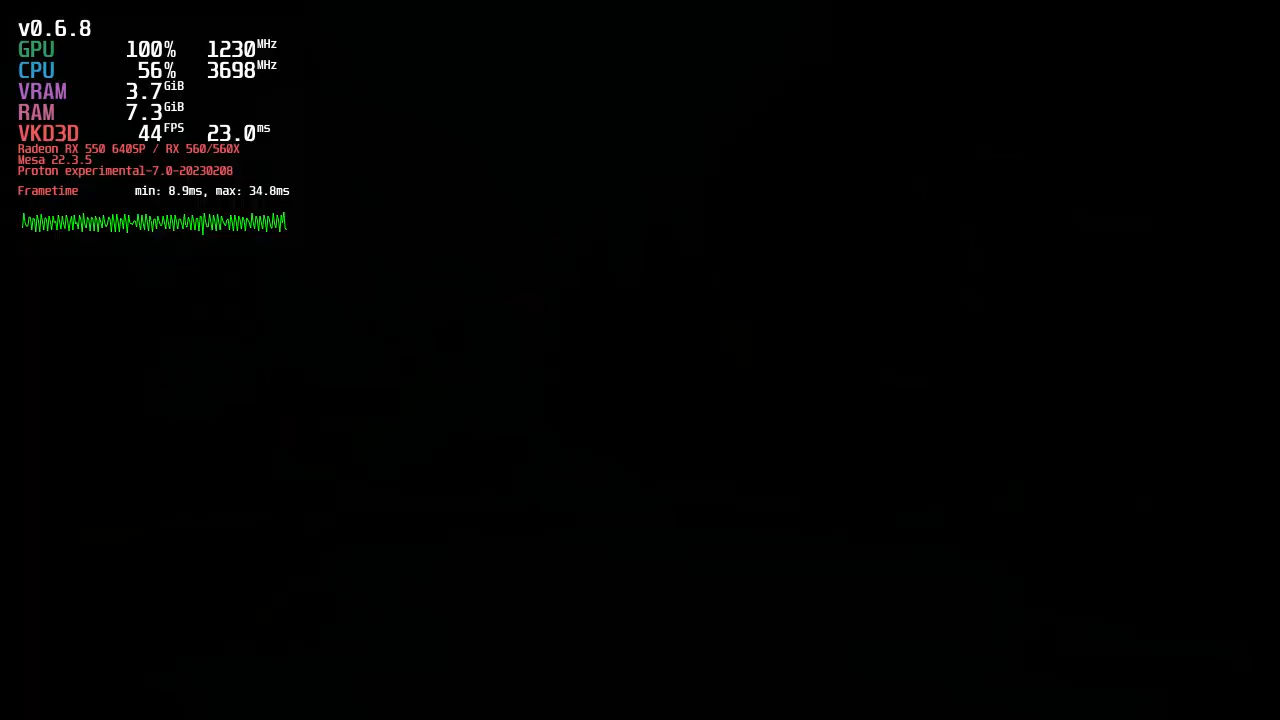 v0.6.8
GPU 100% 1230MHz
CPU 56% 3698MHz
VRAM 3.7GiB
RAM 7.3GiB
VKD3D 44FPS 23.0ms
Radeon RX 550 640SP / RX 560/560X
Mesa 22.3.5
Proton experimental-7.0-20230208
Frametime min: 8.9ms, max: 34.8ms